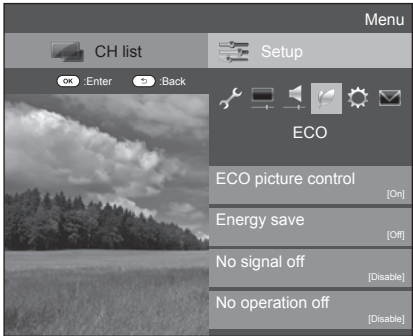 Menu
CH list
Setup
OK :Enter :Back
ECO
ECO picture control
[On]
Energy save
[Off]
No signal off
[Disable]
No operation off
[Disable]